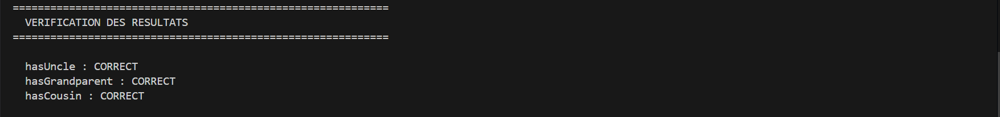 ============================================================
VERIFICATION DES RESULTATS
============================================================
hasUncle : CORRECT
hasGrandparent : CORRECT
hasCousin : CORRECT